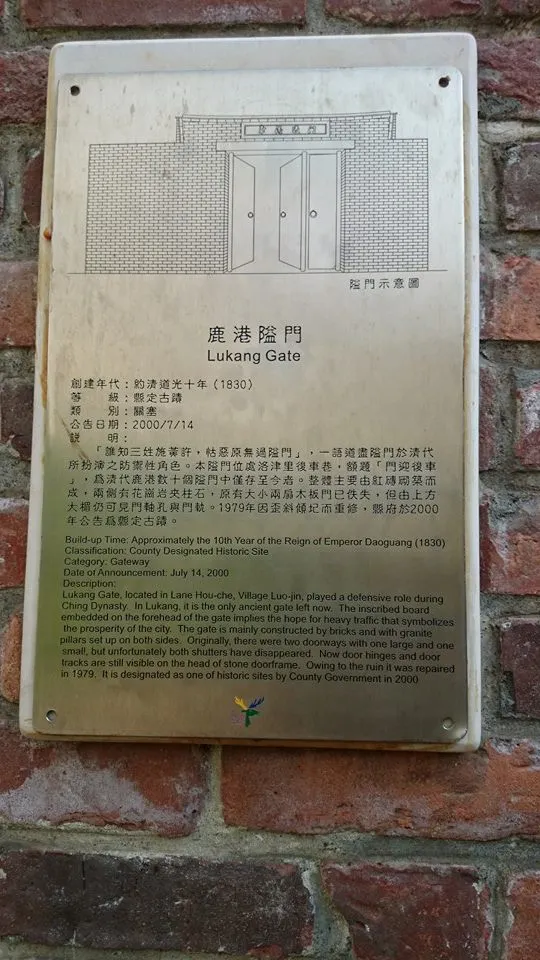 隘門示意圖
鹿港隘門
Lukang Gate
創建年代：約清道光十年（1830）
等　　級：縣定古蹟
類　　別：關塞
公告日期：2000/7/14
説　　明：
「誰知三姓施黃許，怙惡原無過隘門」，一語道盡隘門於清代
所扮演之防禦性角色。本隘門位處洛津里後車巷，額題「門迎後車
」，為清代鹿港數十個隘門中僅存至今者。整體主要由紅磚砌築而
成，兩側有花崗岩夾柱石，原有大小兩扇木板門已佚失，但由上方
大楣仍可見門軸孔與門軌。1979年因歪斜傾圮而重修，縣府於2000
年公告為縣定古蹟。
Build-up Time: Approximately the 10th Year of the Reign of Emperor Daoguang (1830)
Classification: County Designated Historic Site
Category: Gateway
Date of Announcement: July 14, 2000
Description:
Lukang Gate, located in Lane Hou-che, Village Luo-jin, played a defensive role during
Ching Dynasty. In Lukang, it is the only ancient gate left now. The inscribed board
embedded on the forehead of the gate implies the hope for heavy traffic that symbolizes
the prosperity of the city. The gate is mainly constructed by bricks and with granite
pillars set up on both sides. Originally, there were two doorways with one large and one
small, but unfortunately both shutters have disappeared. Now door hinges and door
tracks are still visible on the head of stone doorframe. Owing to the ruin it was repaired
in 1979. It is designated as one of historic sites by County Government in 2000